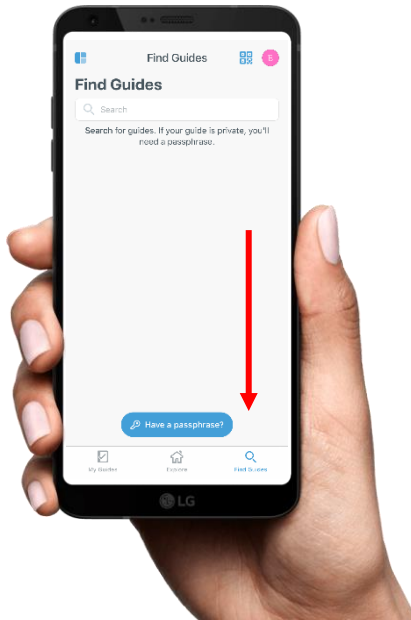 Find Guides
E
Find Guides
Search
Search for guides. If your guide is private, you'll
need a passphrase.
Have a passphrase?
My Guides
Explore
Find Guides
LG